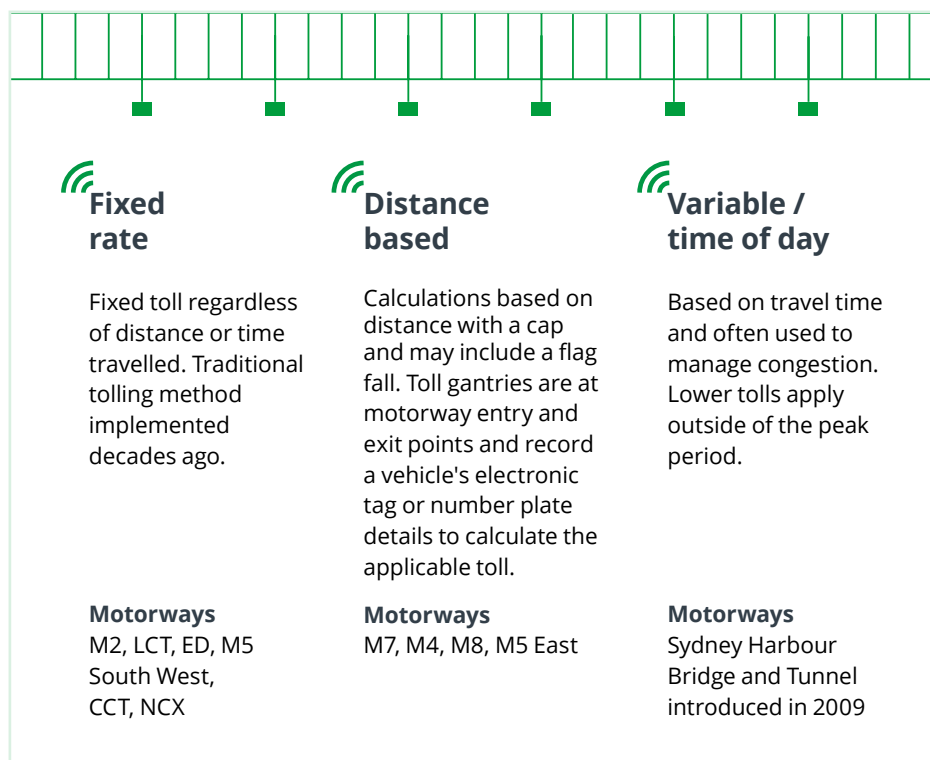 Fixed
rate
Fixed toll regardless
of distance or time
travelled. Traditional
tolling method
implemented
decades ago.
Motorways
M2, LCT, ED, M5
South West,
CCT, NCX
Distance
based
Calculations based on
distance with a cap
and may include a flag
fall. Toll gantries are at
motorway entry and
exit points and record
a vehicle's electronic
tag or number plate
details to calculate the
applicable toll.
Motorways
M7, M4, M8, M5 East
Variable /
time of day
Based on travel time
and often used to
manage congestion.
Lower tolls apply
outside of the peak
period.
Motorways
Sydney Harbour
Bridge and Tunnel
introduced in 2009